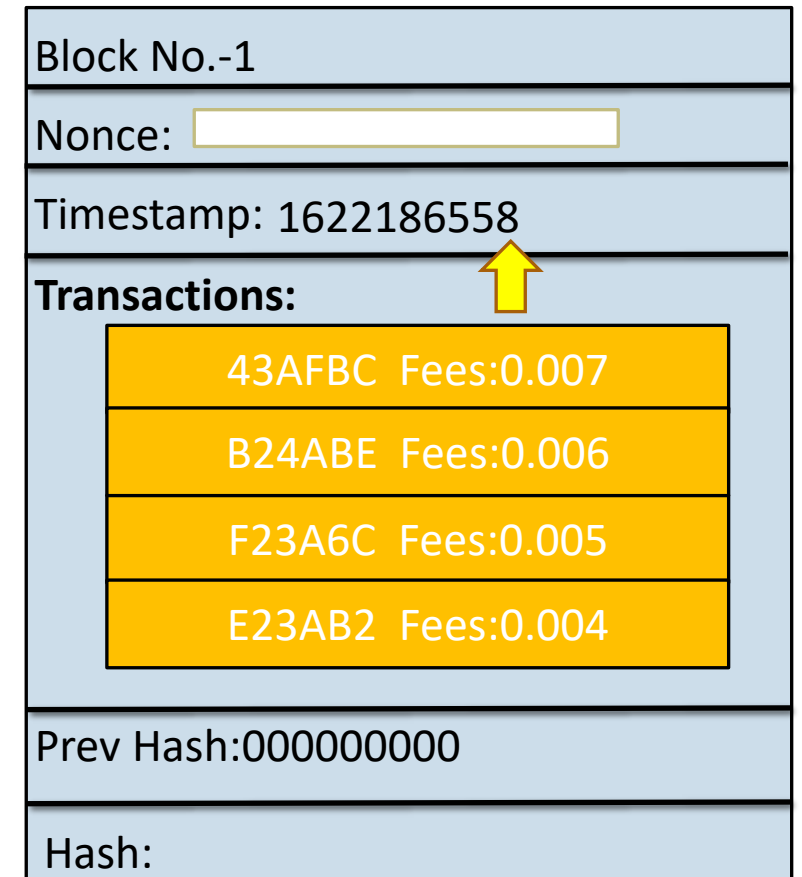 Block No.-1
Nonce:
Timestamp: 1622186558
Transactions:
43AFBC Fees:0.007
B24ABE Fees:0.006
F23A6C Fees:0.005
E23AB2 Fees:0.004
Prev Hash:000000000
Hash: